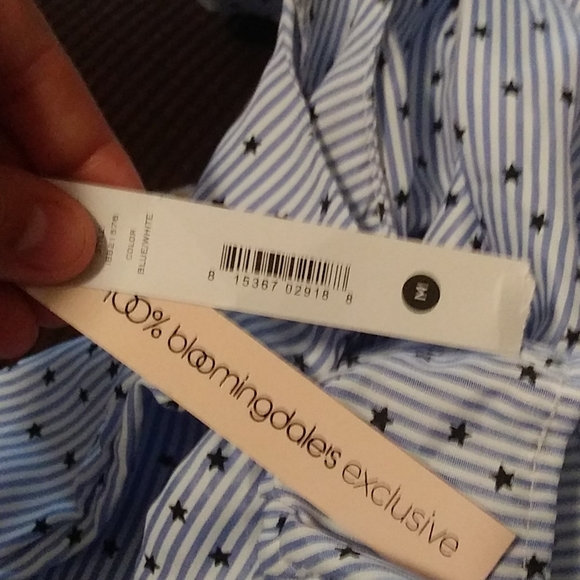 COLOR:
BLUE/WHITE
8 15367 02918 8
M
100% bloomingdale's exclusive